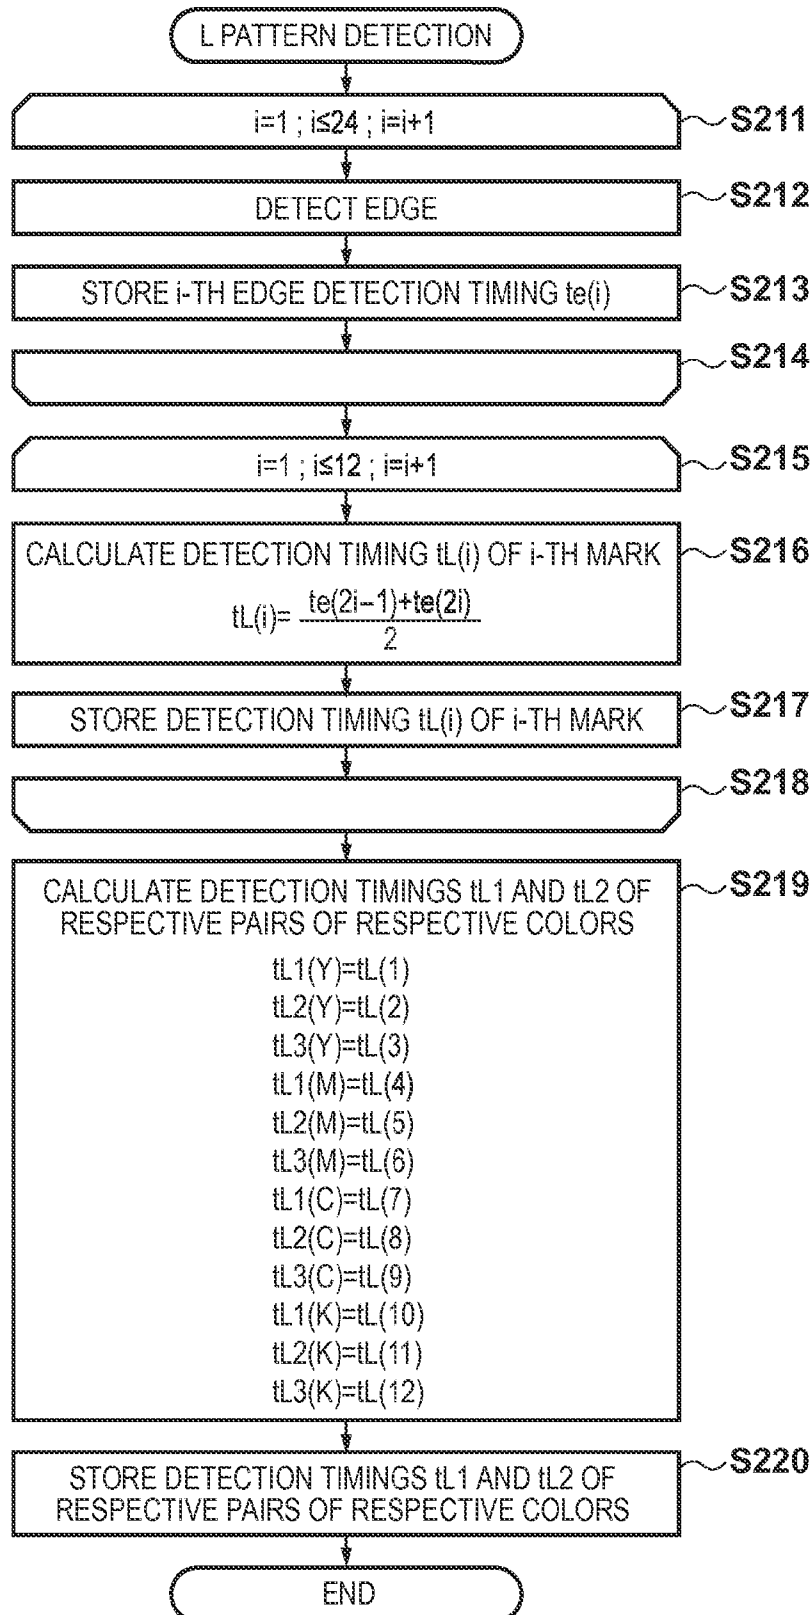 L PATTERN DETECTION
i=1 ; i≤24 ; i=i+1
S211
DETECT EDGE
S212
STORE i-TH EDGE DETECTION TIMING te(i)
S213
S214
i=1 ; i≤12 ; i=i+1
S215
CALCULATE DETECTION TIMING tL(i) OF i-TH MARK
S216
tL(i)= te(2i−1)+te(2i)
2
STORE DETECTION TIMING tL(i) OF i-TH MARK
S217
S218
CALCULATE DETECTION TIMINGS tL1 AND tL2 OF
S219
RESPECTIVE PAIRS OF RESPECTIVE COLORS
tL1(Y)=tL(1)
tL2(Y)=tL(2)
tL3(Y)=tL(3)
tL1(M)=tL(4)
tL2(M)=tL(5)
tL3(M)=tL(6)
tL1(C)=tL(7)
tL2(C)=tL(8)
tL3(C)=tL(9)
tL1(K)=tL(10)
tL2(K)=tL(11)
tL3(K)=tL(12)
STORE DETECTION TIMINGS tL1 AND tL2 OF
S220
RESPECTIVE PAIRS OF RESPECTIVE COLORS
END